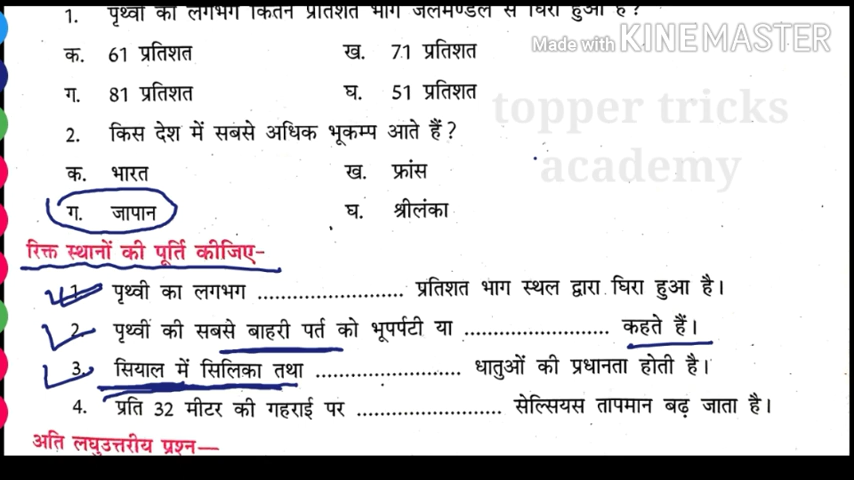 1. पृथ्वी का लगभग कितने प्रतिशत भाग जलमण्डल से घिरा हुआ है?
Made with KINEMASTER
क. 61 प्रतिशत ख. 71 प्रतिशत
ग. 81 प्रतिशत घ. 51 प्रतिशत
topper tricks
academy
2. किस देश में सबसे अधिक भूकम्प आते हैं?
क. भारत ख. फ्रांस
ग. जापान घ. श्रीलंका
रिक्त स्थानों की पूर्ति कीजिए-
1. पृथ्वी का लगभग .............................. प्रतिशत भाग स्थल द्वारा घिरा हुआ है।
2. पृथ्वी की सबसे बाहरी पर्त को भूपर्पटी या .............................. कहते हैं।
3. सियाल में सिलिका तथा .............................. धातुओं की प्रधानता होती है।
4. प्रति 32 मीटर की गहराई पर .............................. सेल्सियस तापमान बढ़ जाता है।
अति लघुउत्तरीय प्रश्न—